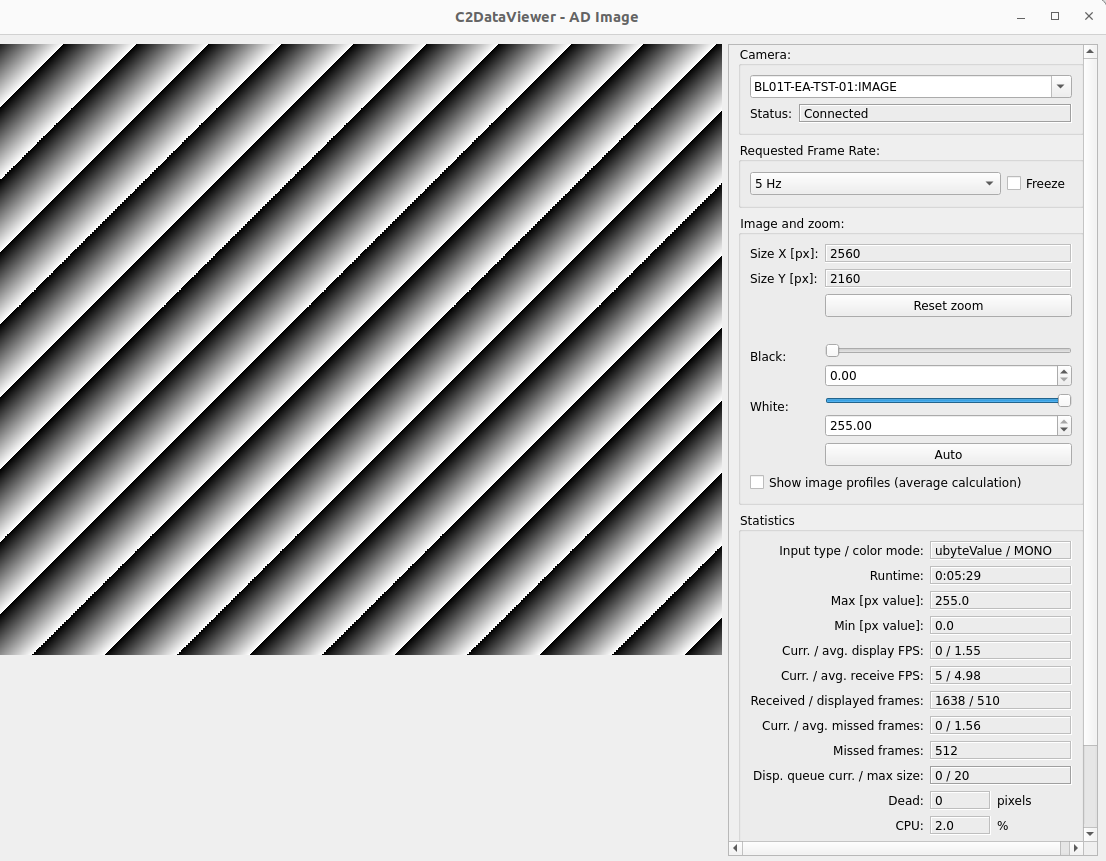 C2DataViewer - AD Image
Camera:
BL01T-EA-TST-01:IMAGE
Status: Connected
Requested Frame Rate:
5 Hz Freeze
Image and zoom:
Size X [px]: 2560
Size Y [px]: 2160
Reset zoom
Black:
0.00
White:
255.00
Auto
Show image profiles (average calculation)
Statistics
Input type / color mode: ubyteValue / MONO
Runtime: 0:05:29
Max [px value]: 255.0
Min [px value]: 0.0
Curr. / avg. display FPS: 0 / 1.55
Curr. / avg. receive FPS: 5 / 4.98
Received / displayed frames: 1638 / 510
Curr. / avg. missed frames: 0 / 1.56
Missed frames: 512
Disp. queue curr. / max size: 0 / 20
Dead: 0 pixels
CPU: 2.0 %